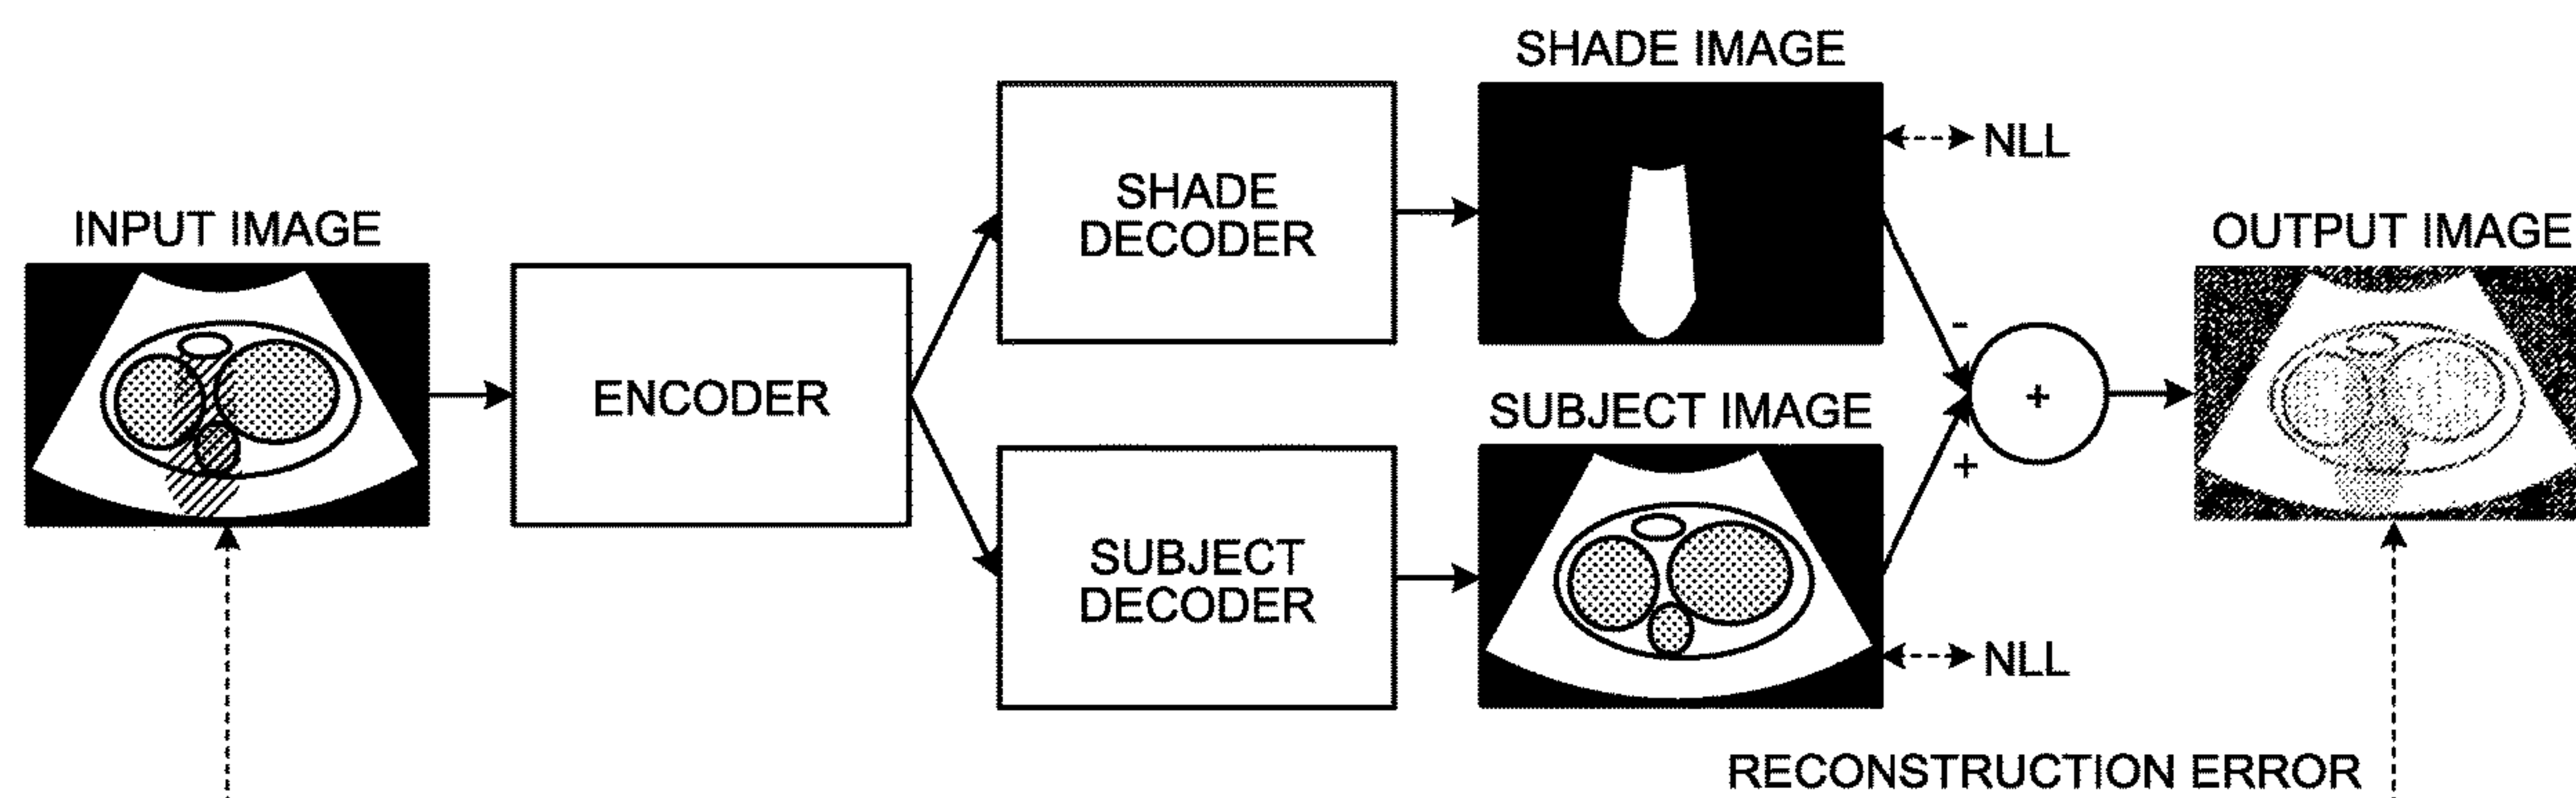 INPUT IMAGE
ENCODER
SHADE
DECODER
SUBJECT
DECODER
SHADE IMAGE
NLL
SUBJECT IMAGE
NLL
-
+
+
OUTPUT IMAGE
RECONSTRUCTION ERROR